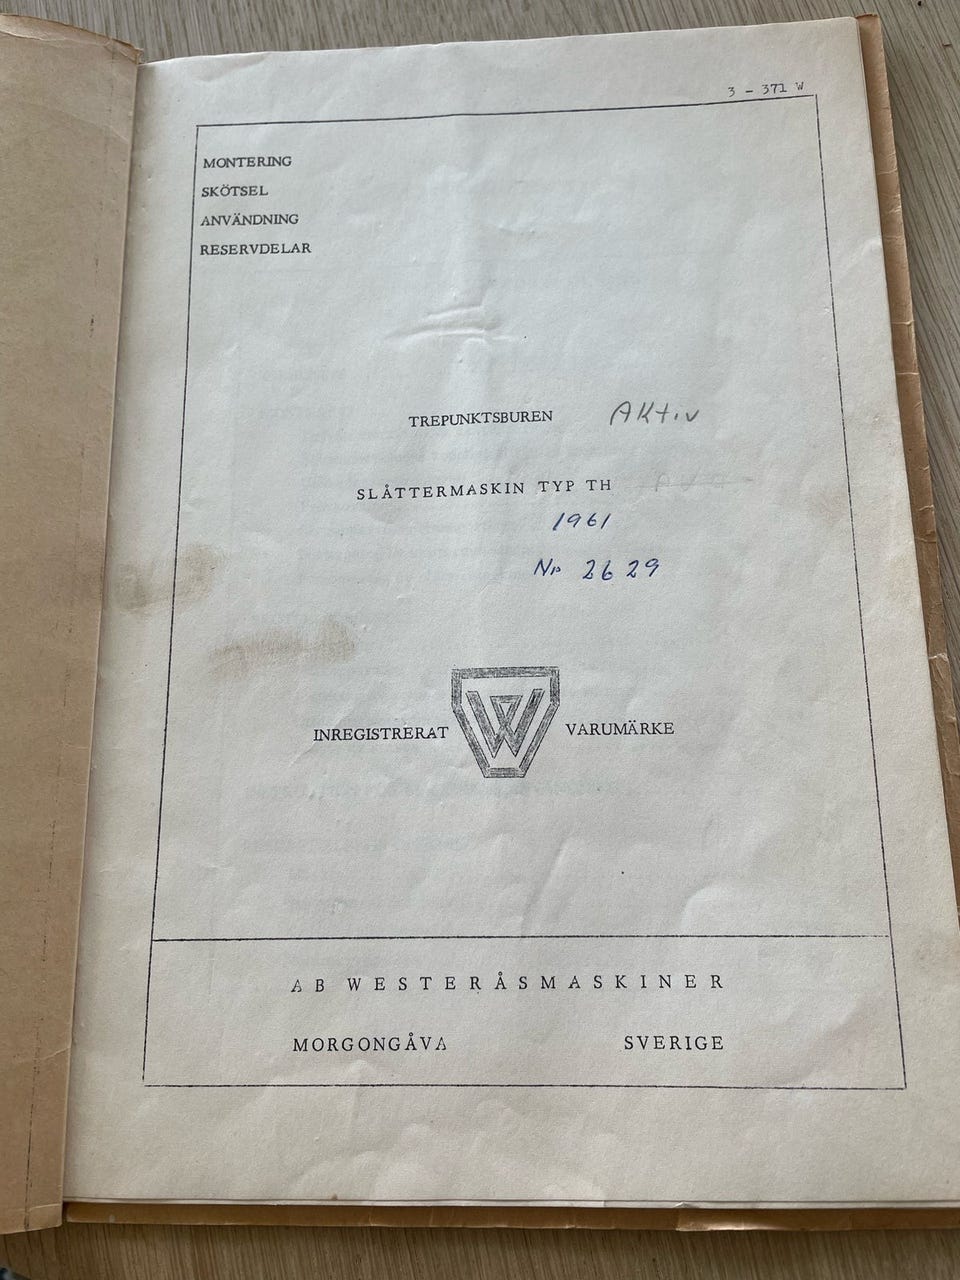 3 - 371 W
MONTERING
SKÖTSEL
ANVÄNDNING
RESERVDELAR
TREPUNKTSBUREN Aktiv
SLÅTTERMASKIN TYP TH
1961
Nr 2629
INREGISTRERAT W VARUMÄRKE
AB WESTERÅSMASKINER
MORGONGÅVA SVERIGE